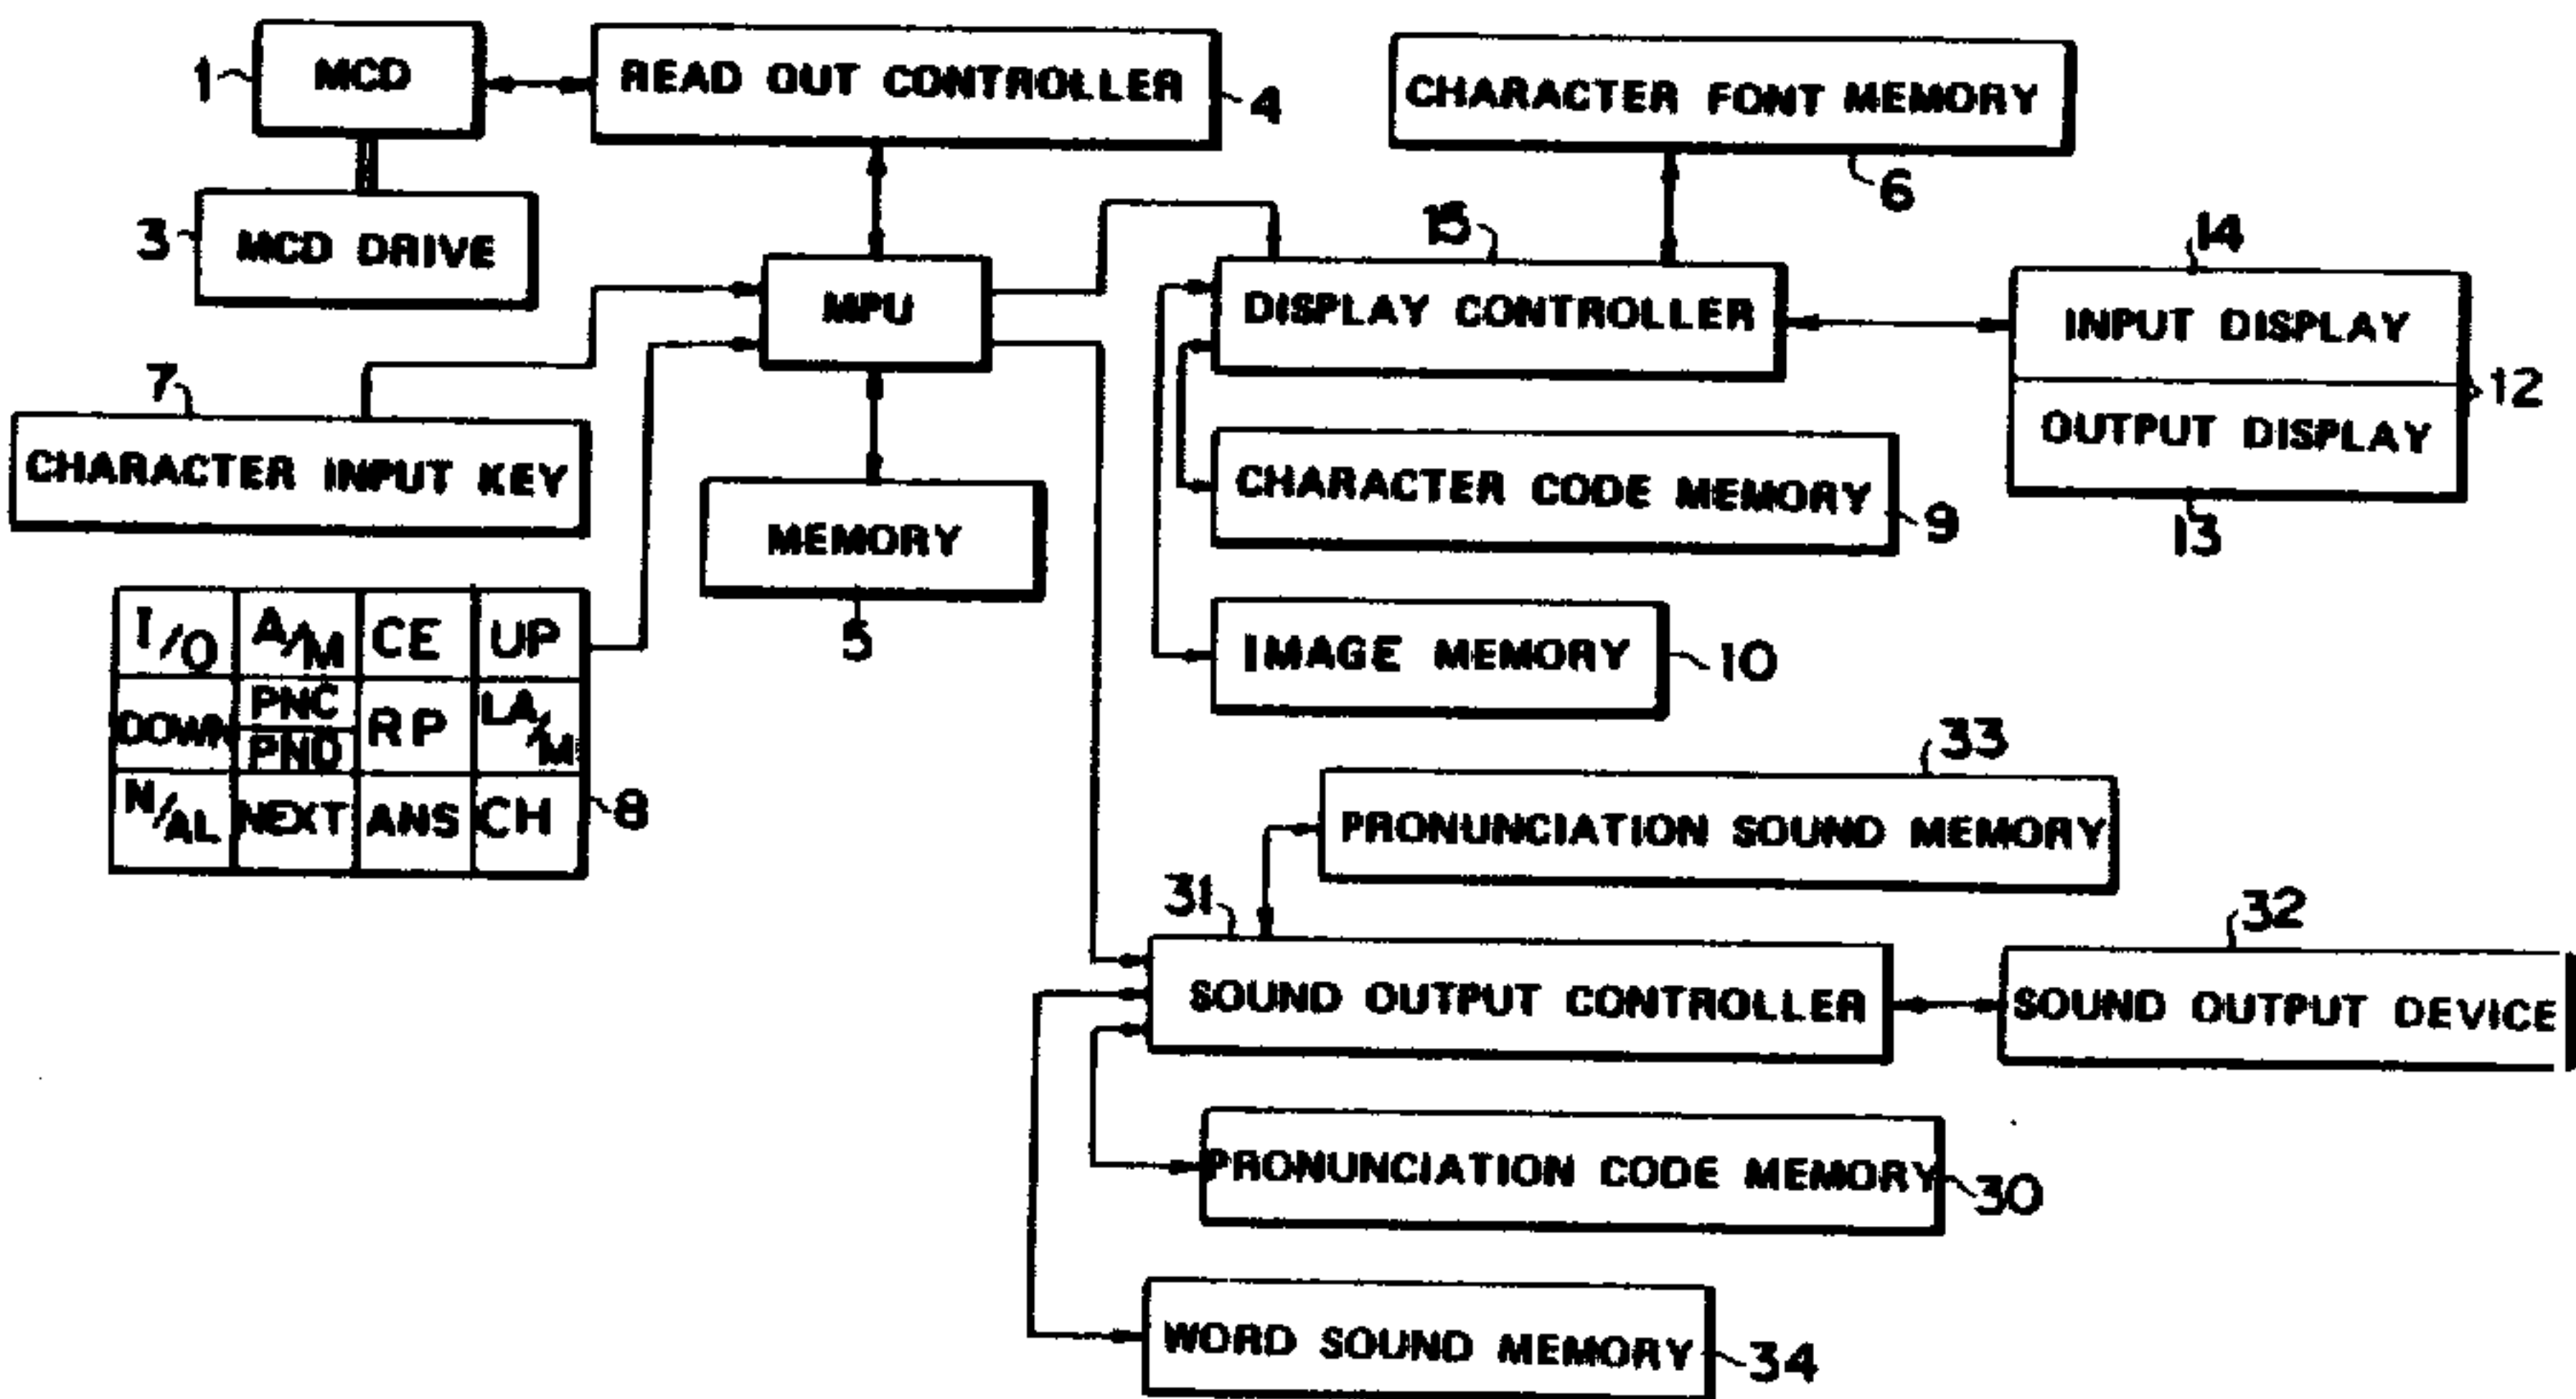 1 MCD
READ OUT CONTROLLER 4
CHARACTER FONT MEMORY
6
3 MCD DRIVE
MPU
15
DISPLAY CONTROLLER
14
INPUT DISPLAY
12
OUTPUT DISPLAY
13
7
CHARACTER INPUT KEY
MEMORY
5
CHARACTER CODE MEMORY 9
I/O A/M CE UP
DOWN PNC PND RP LA/M
N/AL NEXT ANS CH 8
IMAGE MEMORY 10
33
PRONUNCIATION SOUND MEMORY
31
SOUND OUTPUT CONTROLLER
32
SOUND OUTPUT DEVICE
PRONUNCIATION CODE MEMORY 30
WORD SOUND MEMORY 34